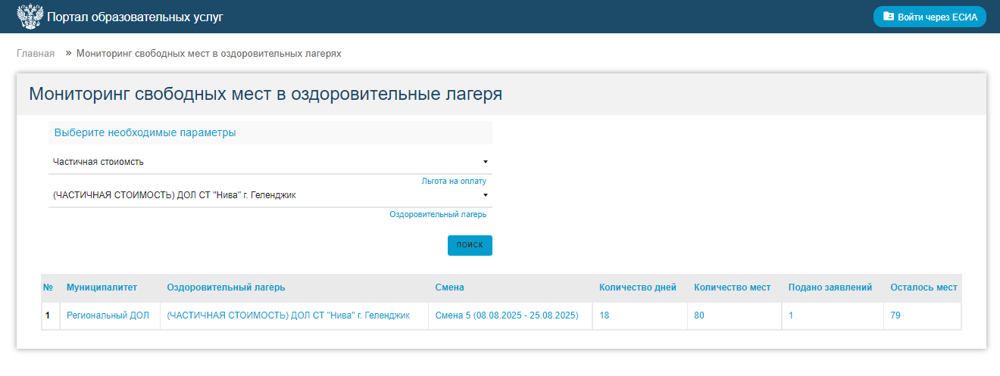 Портал образовательных услуг
Войти через ЕСИА
Главная » Мониторинг свободных мест в оздоровительных лагерях
Мониторинг свободных мест в оздоровительные лагеря
Выберите необходимые параметры
Частичная стоиомсть
Льгота на оплату
(ЧАСТИЧНАЯ СТОИМОСТЬ) ДОЛ СТ "Нива" г. Геленджик
Оздоровительный лагерь
ПОИСК
№ Муниципалитет Оздоровительный лагерь Смена Количество дней Количество мест Подано заявлений Осталось мест
1 Региональный ДОЛ (ЧАСТИЧНАЯ СТОИМОСТЬ) ДОЛ СТ "Нива" г. Геленджик Смена 5 (08.08.2025 - 25.08.2025) 18 80 1 79